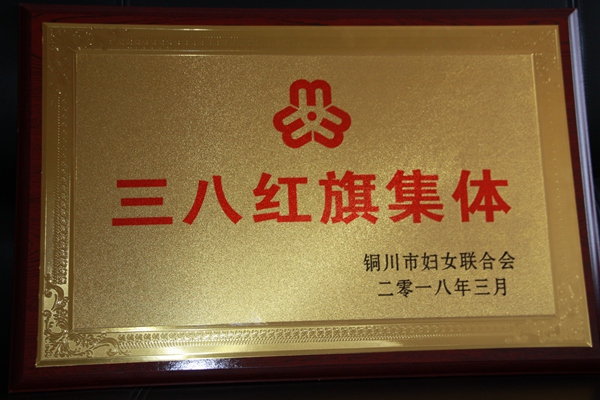 三八红旗集体
铜川市妇女联合会
二零一八年三月